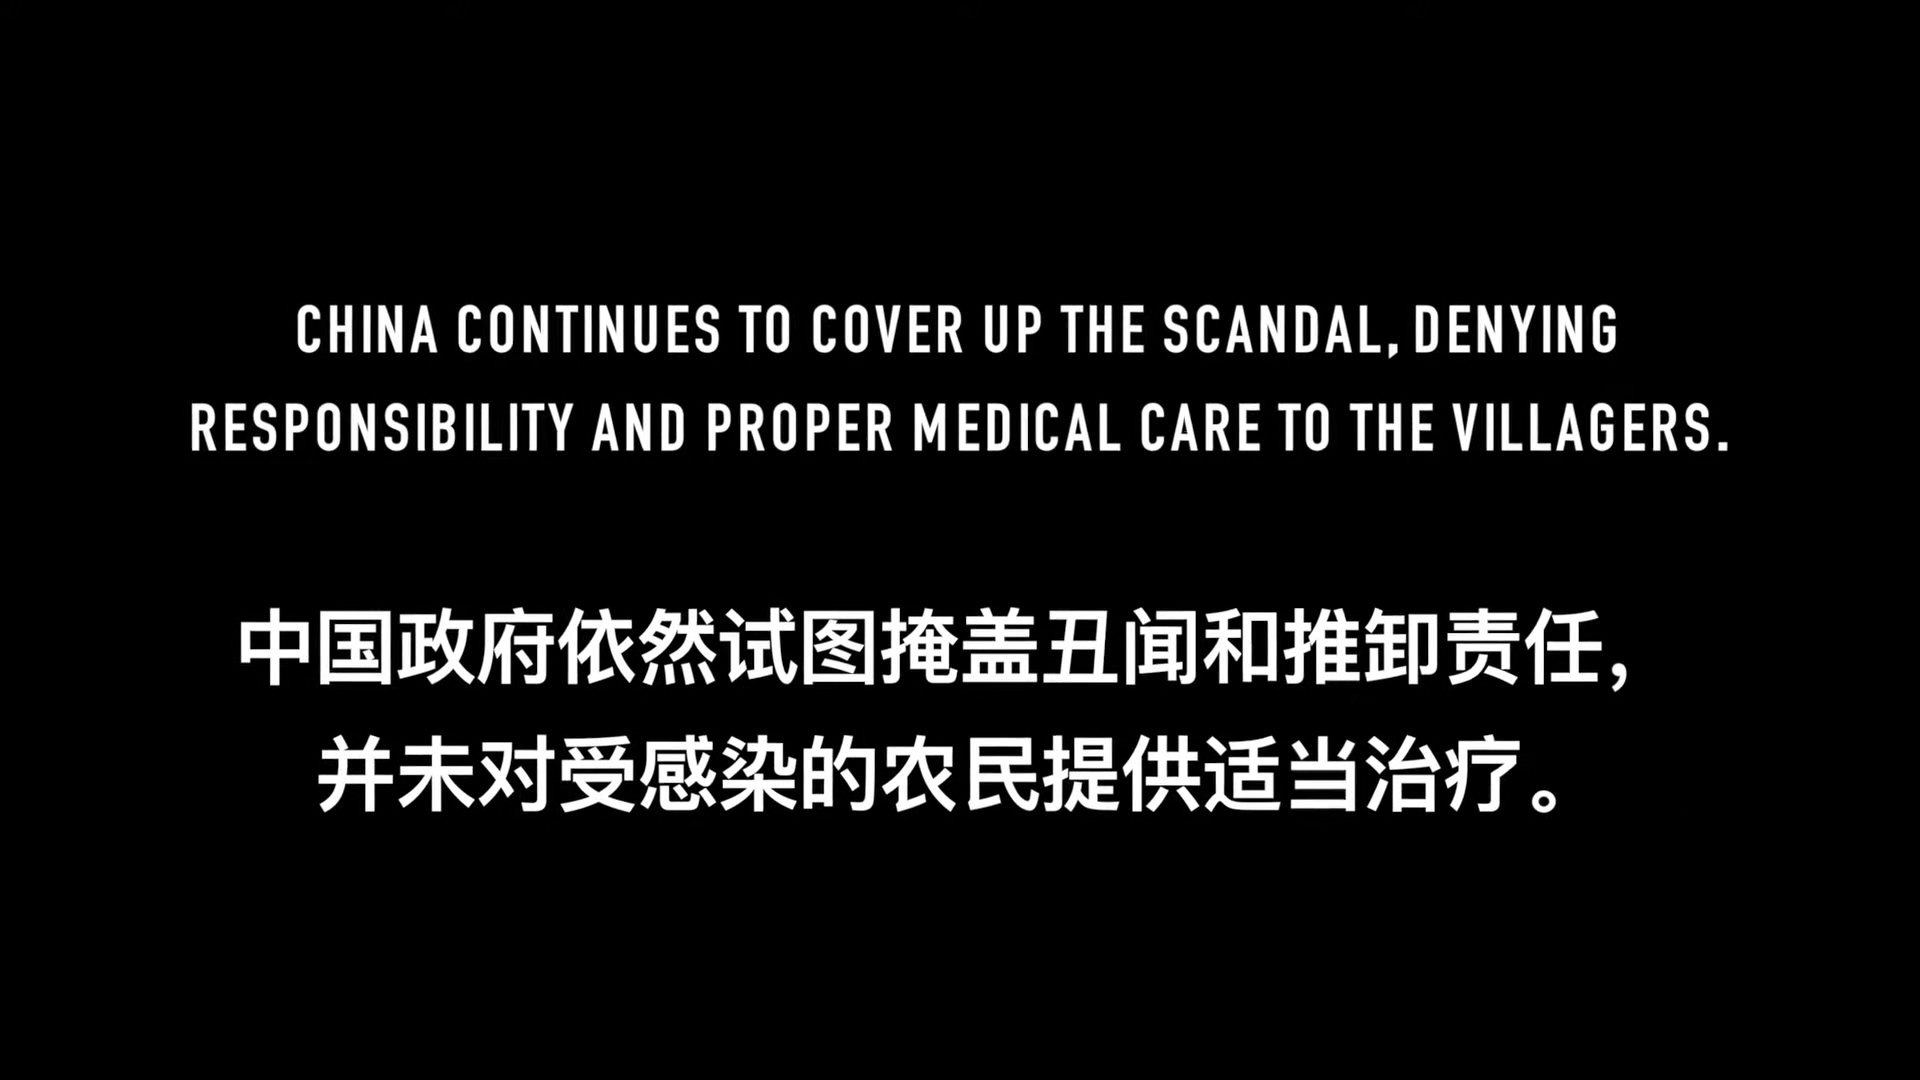 CHINA CONTINUES TO COVER UP THE SCANDAL, DENYING
RESPONSIBILITY AND PROPER MEDICAL CARE TO THE VILLAGERS.
中国政府依然试图掩盖丑闻和推卸责任，
并未对受感染的农民提供适当治疗。